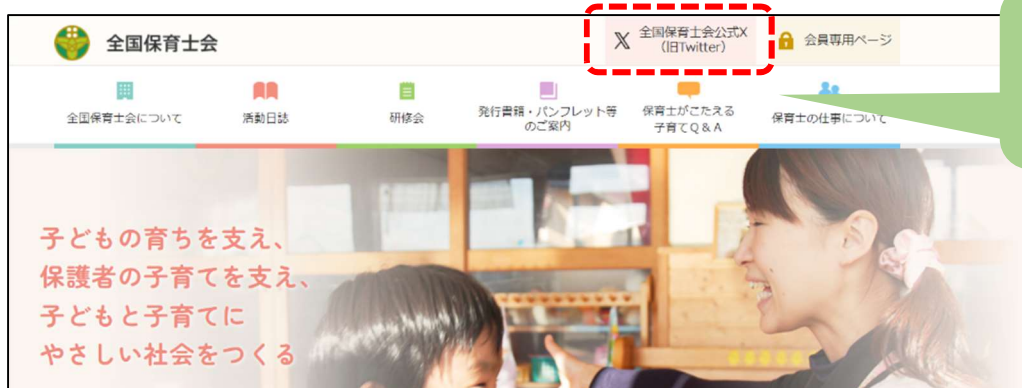 全国保育士会
全国保育士会公式X
（旧Twitter）
会員専用ページ
全国保育士会について
活動日誌
研修会
発行書籍・パンフレット等
のご案内
保育士がこたえる
子育てQ＆A
保育士の仕事について
子どもの育ちを支え、
保護者の子育てを支え、
子どもと子育てに
やさしい社会をつくる